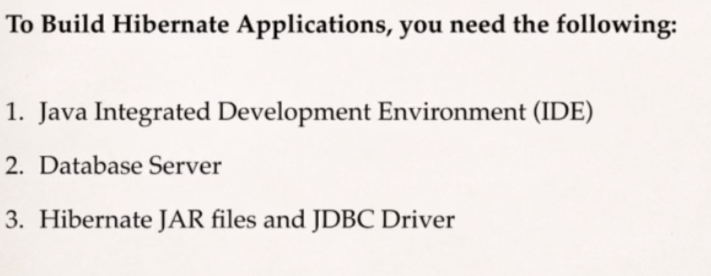 To Build Hibernate Applications, you need the following:
1. Java Integrated Development Environment (IDE)
2. Database Server
3. Hibernate JAR files and JDBC Driver